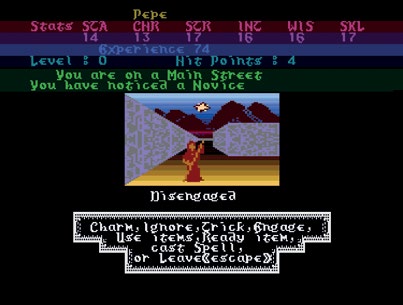 Pepe
Stats STA CHR STR INT WIS SKL
14 13 17 16 16 17
Experience 74
Level : 0 Hit Points : 4
You are on a Main Street
You have noticed a Novice
Disengaged
Charm,Ignore,Trick,Engage,
Use items,Ready item,
cast Spell,
or Leave(escape)